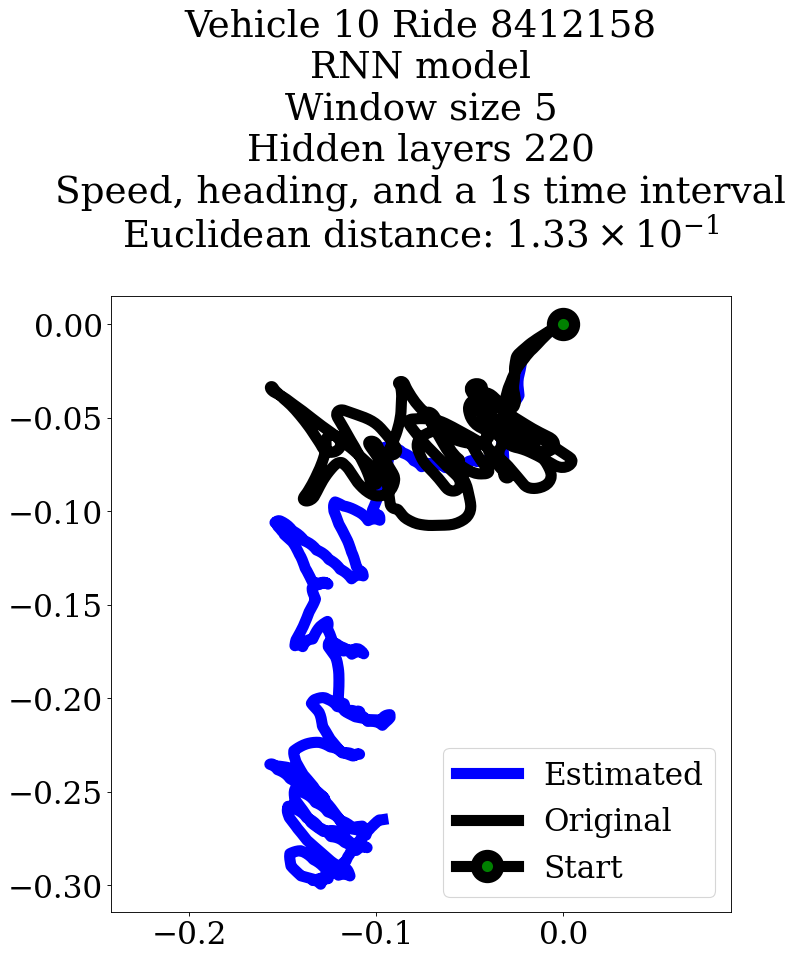 Vehicle 10 Ride 8412158
RNN model
Window size 5
Hidden layers 220
Speed, heading, and a 1s time interval
Euclidean distance: 1.33 × 10⁻¹
0.00
−0.05
−0.10
−0.15
−0.20
−0.25
−0.30
−0.2
−0.1
0.0
Estimated
Original
Start